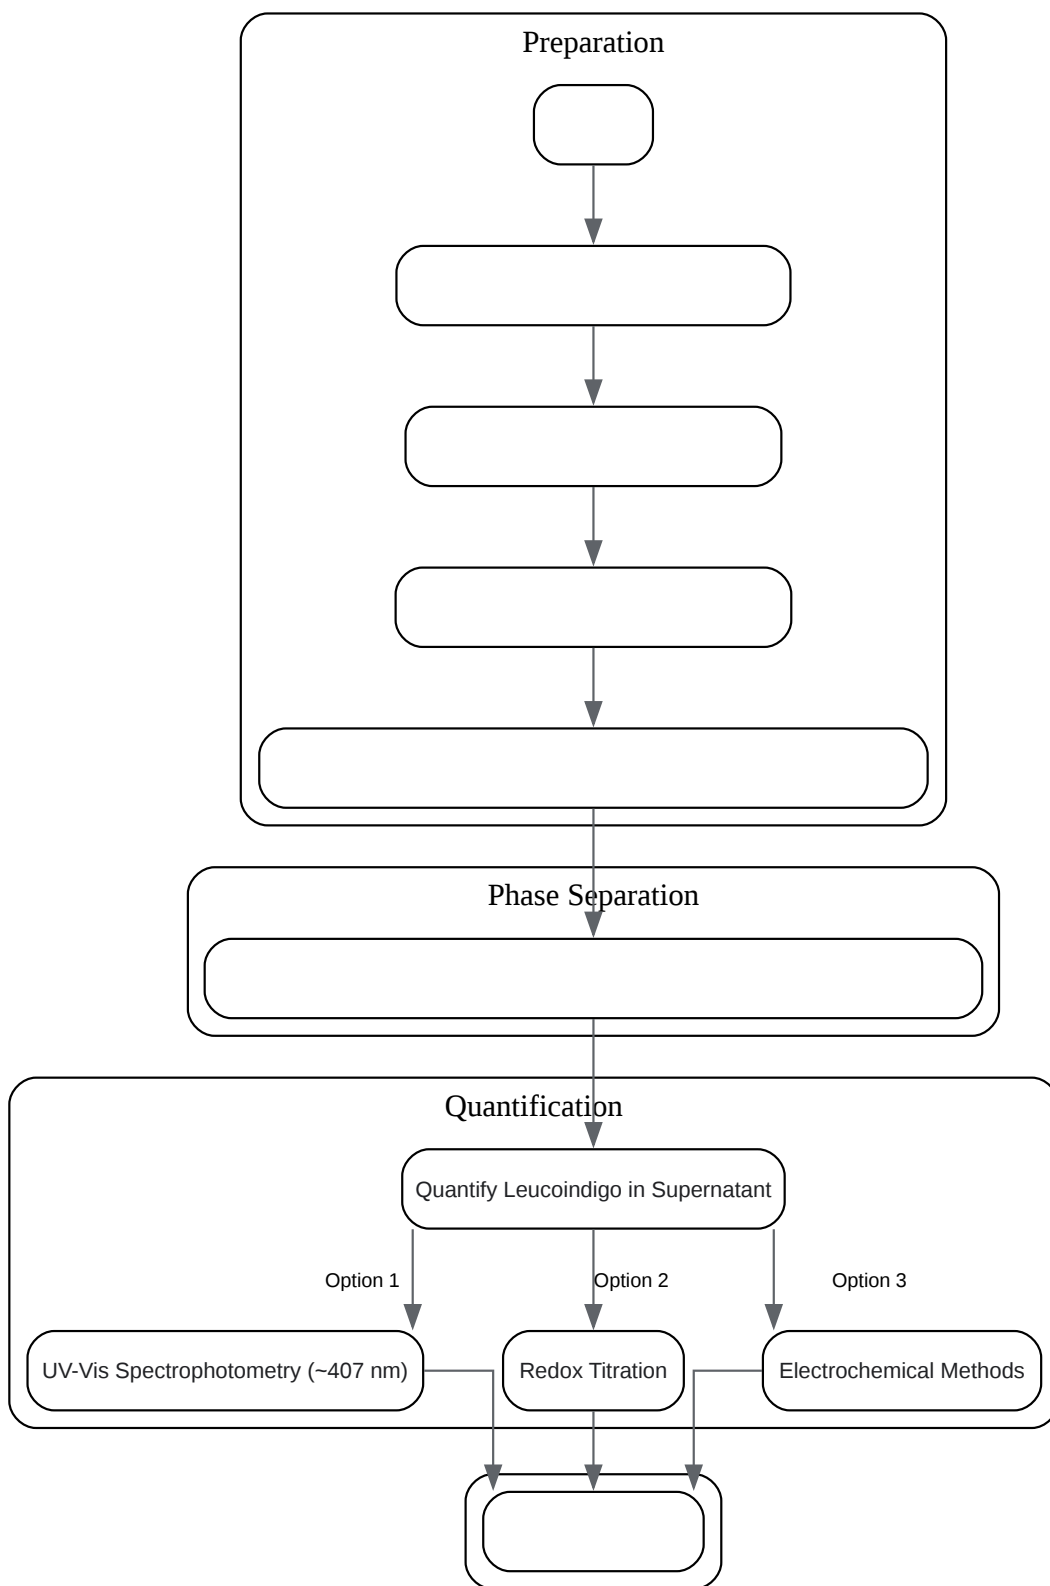 Preparation
Phase Separation
Quantification
Quantify Leucoindigo in Supernatant
Option 1
Option 2
Option 3
UV-Vis Spectrophotometry (~407 nm)
Redox Titration
Electrochemical Methods